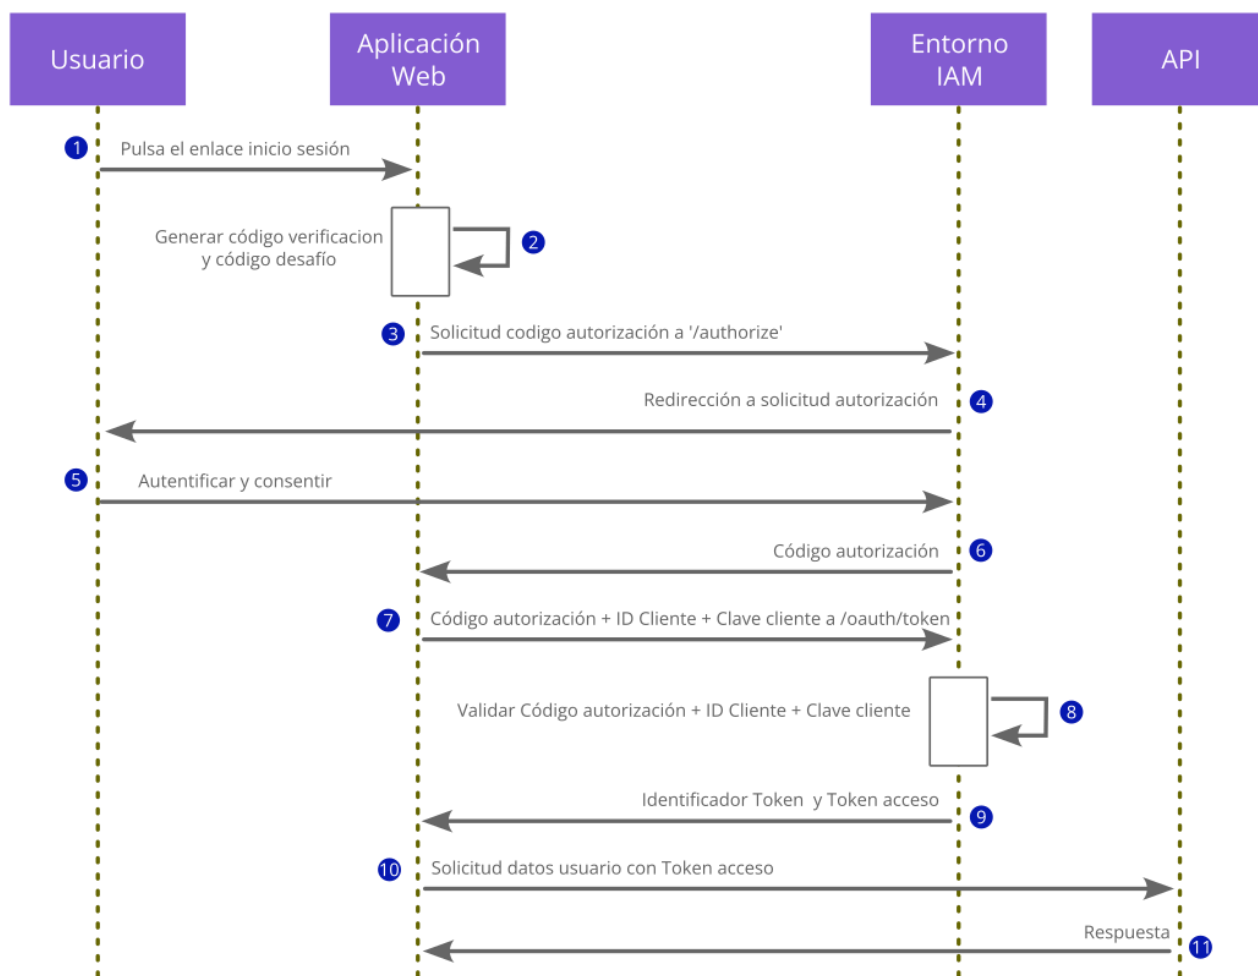 Usuario
Aplicación
Web
Entorno
IAM
API
1
Pulsa el enlace inicio sesión
Generar código verificacion
y código desafío
2
3
Solicitud codigo autorización a '/authorize'
Redirección a solicitud autorización
4
5
Autentificar y consentir
Código autorización
6
7
Código autorización + ID Cliente + Clave cliente a /oauth/token
Validar Código autorización + ID Cliente + Clave cliente
8
Identificador Token y Token acceso
9
10
Solicitud datos usuario con Token acceso
Respuesta
11